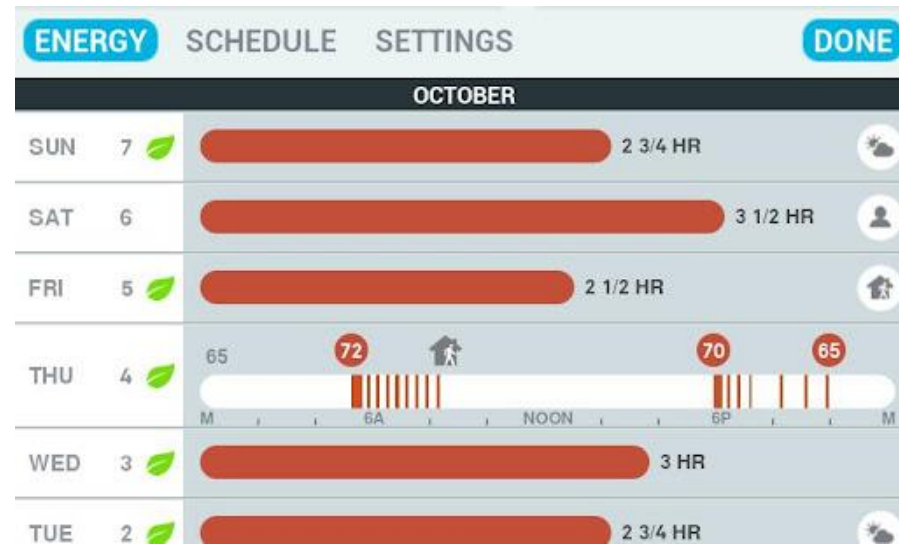 ENERGY SCHEDULE SETTINGS DONE
OCTOBER
SUN 7 2 3/4 HR
SAT 6 3 1/2 HR
FRI 5 2 1/2 HR
THU 4 65 72 70 65
M 6A NOON 6P M
WED 3 3 HR
TUE 2 2 3/4 HR